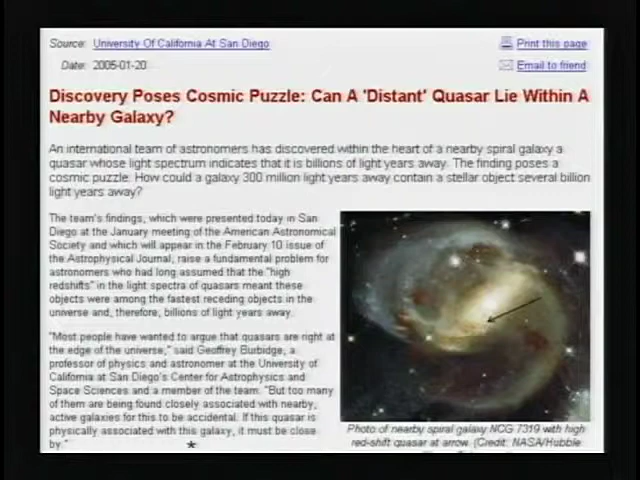 Source: University Of California At San Diego
Print this page
Date: 2005-01-20
Email to friend
Discovery Poses Cosmic Puzzle: Can A 'Distant' Quasar Lie Within A
Nearby Galaxy?
An international team of astronomers has discovered within the heart of a nearby spiral galaxy a
quasar whose light spectrum indicates that it is billions of light years away. The finding poses a
cosmic puzzle: How could a galaxy 300 million light years away contain a stellar object several billion
light years away?
The team's findings, which were presented today in San
Diego at the January meeting of the American Astronomical
Society and which will appear in the February 10 issue of
the Astrophysical Journal, raise a fundamental problem for
astronomers who had long assumed that the "high
redshifts" in the light spectra of quasars meant these
objects were among the fastest receding objects in the
universe and, therefore, billions of light years away.
"Most people have wanted to argue that quasars are right at
the edge of the universe," said Geoffrey Burbidge, a
professor of physics and astronomer at the University of
California at San Diego's Center for Astrophysics and
Space Sciences and a member of the team. "But too many
of them are being found closely associated with nearby,
active galaxies for this to be accidental. If this quasar is
physically associated with this galaxy, it must be close
by." *
Photo of nearby spiral galaxy NCG 7319 with high
red-shift quasar at arrow. (Credit: NASA/Hubble